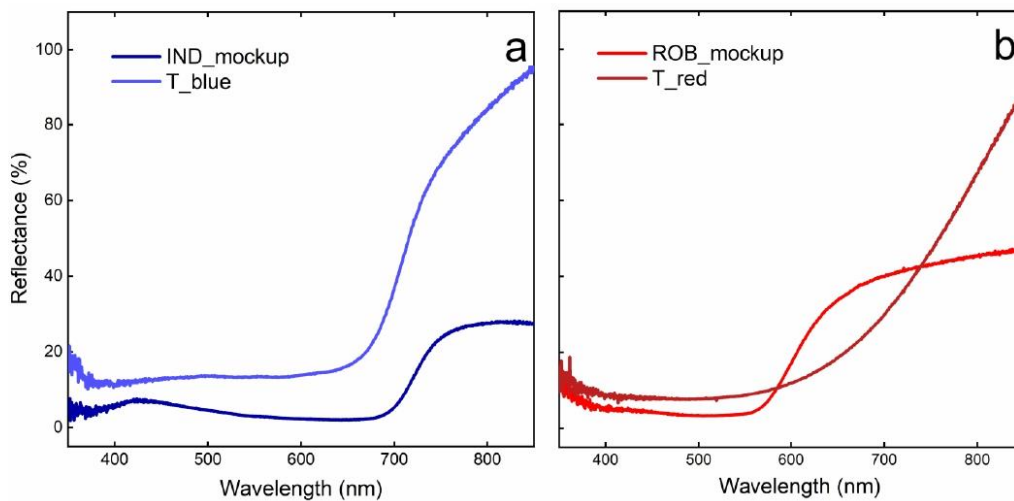 a
IND_mockup
T_blue
b
ROB_mockup
T_red
Reflectance (%)
100
80
60
40
20
0
400 500 600 700 800
400 500 600 700 800
Wavelength (nm)
Wavelength (nm)